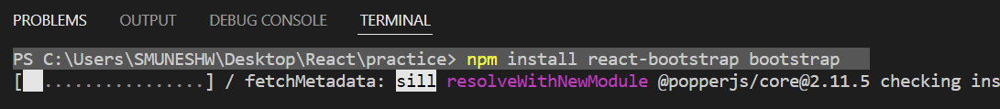 PROBLEMS OUTPUT DEBUG CONSOLE TERMINAL
PS C:\Users\SMUNESHW\Desktop\React\practice> npm install react-bootstrap bootstrap
[ ................] / fetchMetadata: sill resolveWithNewModule @popperjs/core@2.11.5 checking ins